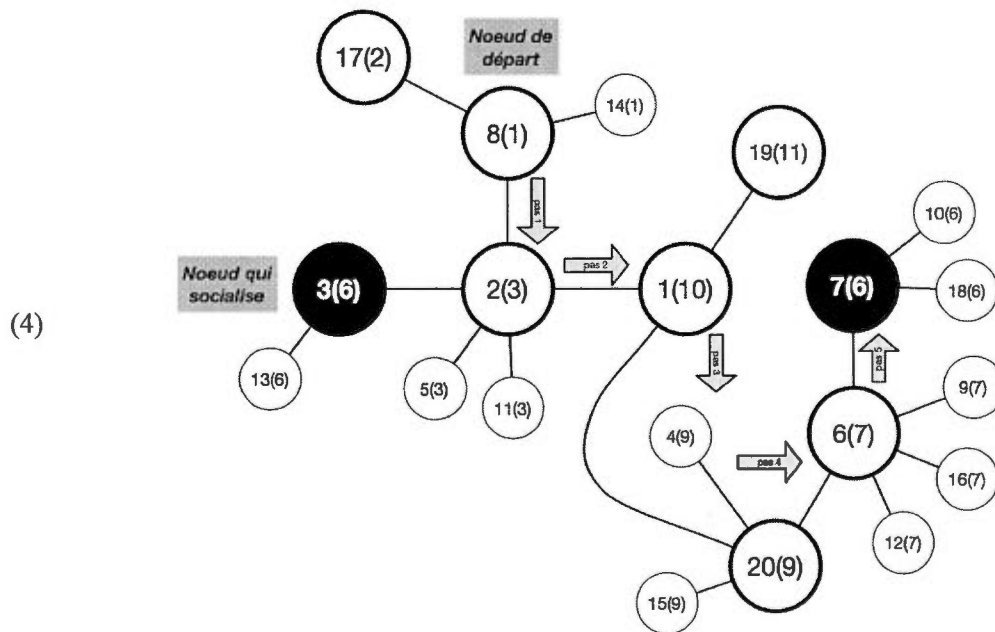 Noeud de
départ
17(2)
14(1)
8(1)
19(11)
pas 1
10(6)
Noeud qui
socialise
3(6)
2(3)
pas 2
1(10)
7(6)
18(6)
(4)
pas 3
pas 5
13(6)
5(3)
11(3)
9(7)
4(9)
6(7)
pas 4
16(7)
12(7)
20(9)
15(9)